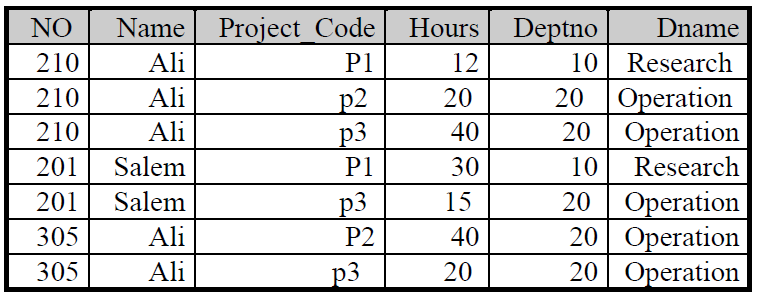 NO Name Project_Code Hours Deptno Dname
210 Ali P1 12 10 Research
210 Ali p2 20 20 Operation
210 Ali p3 40 20 Operation
201 Salem P1 30 10 Research
201 Salem p3 15 20 Operation
305 Ali P2 40 20 Operation
305 Ali p3 20 20 Operation